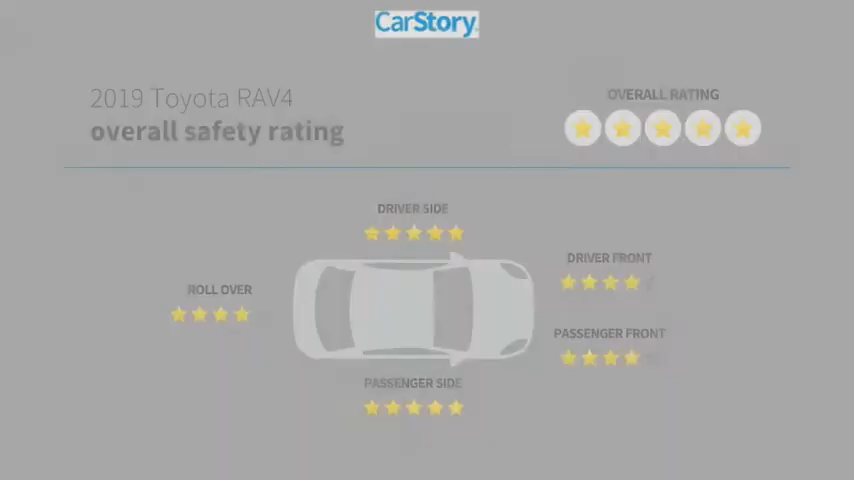 CarStory
2019 Toyota RAV4
overall safety rating
OVERALL RATING
DRIVER SIDE
DRIVER FRONT
ROLL OVER
PASSENGER FRONT
PASSENGER SIDE